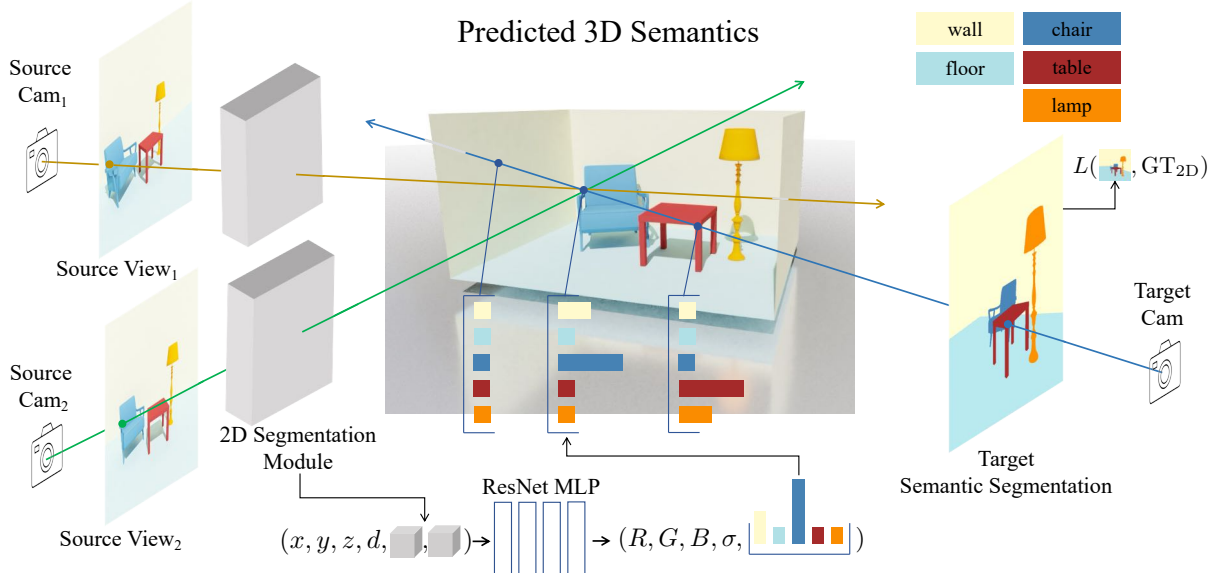 Predicted 3D Semantics
wall
chair
floor
table
lamp
Source
Cam₁
Source View₁
L( , GT₂D)
Target
Cam
Source
Cam₂
2D Segmentation
Module
Target
Semantic Segmentation
ResNet MLP
Source View₂
(x, y, z, d, , )
(R, G, B, σ, )